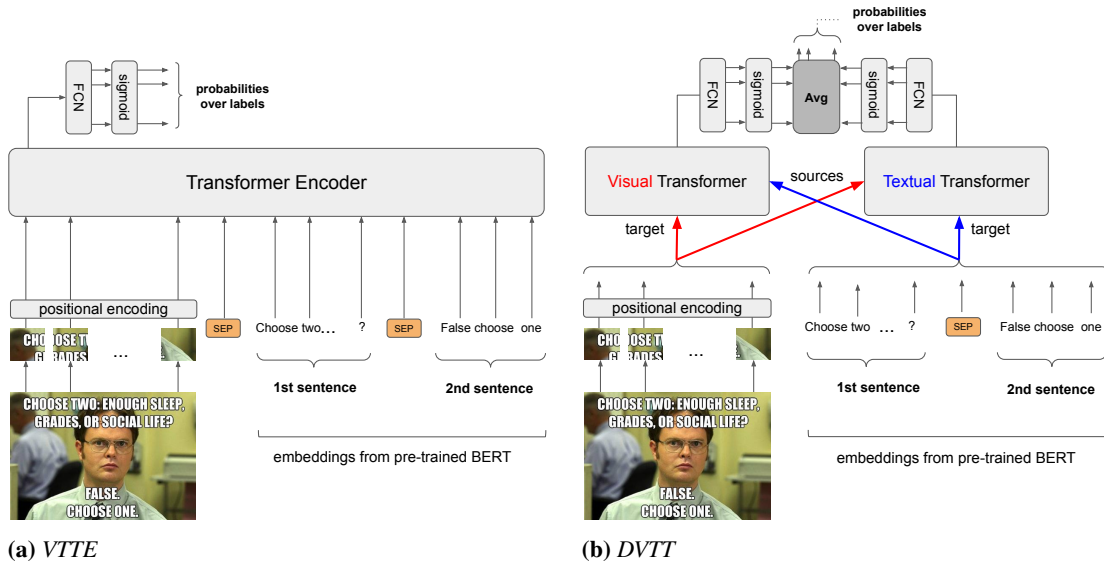 FCN
sigmoid
probabilities
over labels
Transformer Encoder
positional encoding
SEP
Choose two... ?
SEP
False choose one
...
1st sentence
2nd sentence
CHOOSE TWO: ENOUGH SLEEP,
GRADES, OR SOCIAL LIFE?
FALSE.
CHOOSE ONE.
embeddings from pre-trained BERT
(a) VTTE
probabilities
over labels
FCN
sigmoid
Avg
sigmoid
FCN
Visual Transformer
sources
Textual Transformer
target
target
positional encoding
Choose two ... ?
SEP
False choose one
...
1st sentence
2nd sentence
CHOOSE TWO: ENOUGH SLEEP,
GRADES, OR SOCIAL LIFE?
FALSE.
CHOOSE ONE.
embeddings from pre-trained BERT
(b) DVTT